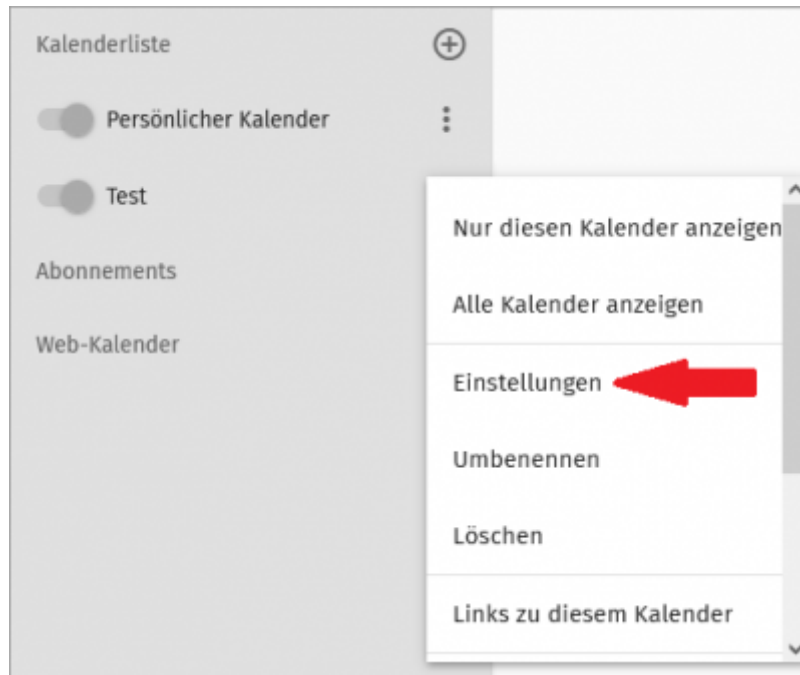 Kalenderliste
Persönlicher Kalender
Test
Abonnements
Web-Kalender
Nur diesen Kalender anzeigen
Alle Kalender anzeigen
Einstellungen
Umbenennen
Löschen
Links zu diesem Kalender